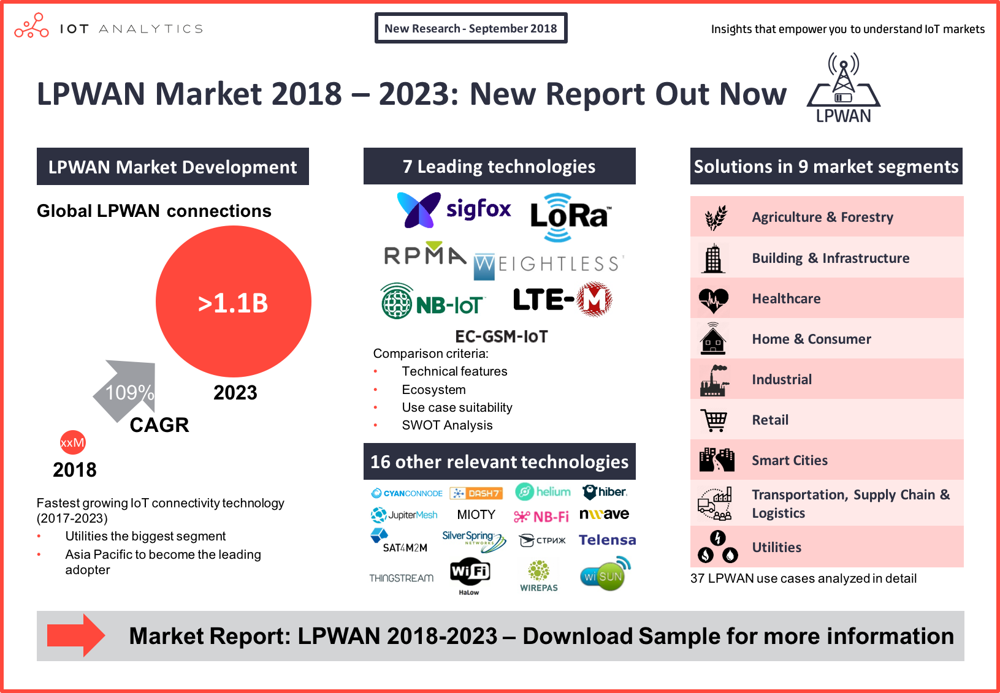 IOT ANALYTICS
New Research - September 2018
Insights that empower you to understand IoT markets
LPWAN Market 2018 – 2023: New Report Out Now
LPWAN
LPWAN Market Development
Global LPWAN connections
>1.1B
2023
109%
CAGR
xxM
2018
Fastest growing IoT connectivity technology
(2017-2023)
• Utilities the biggest segment
• Asia Pacific to become the leading
adopter
7 Leading technologies
sigfox
LoRa™
RPMA
WEIGHTLESS
NB-IoT
LTE-M
EC-GSM-IoT
Comparison criteria:
• Technical features
• Ecosystem
• Use case suitability
• SWOT Analysis
16 other relevant technologies
CYANCONNODE
DASH7
helium
hiber
JupiterMesh
MIOTY
NB-Fi
nwave
SAT4M2M
Silver Spring
NETWORKS
СТРИЖ
Telensa
THINGSTREAM
WiFi
HaLow
WIREPAS
wi SUN
Solutions in 9 market segments
Agriculture & Forestry
Building & Infrastructure
Healthcare
Home & Consumer
Industrial
Retail
Smart Cities
Transportation, Supply Chain &
Logistics
Utilities
37 LPWAN use cases analyzed in detail
Market Report: LPWAN 2018-2023 – Download Sample for more information